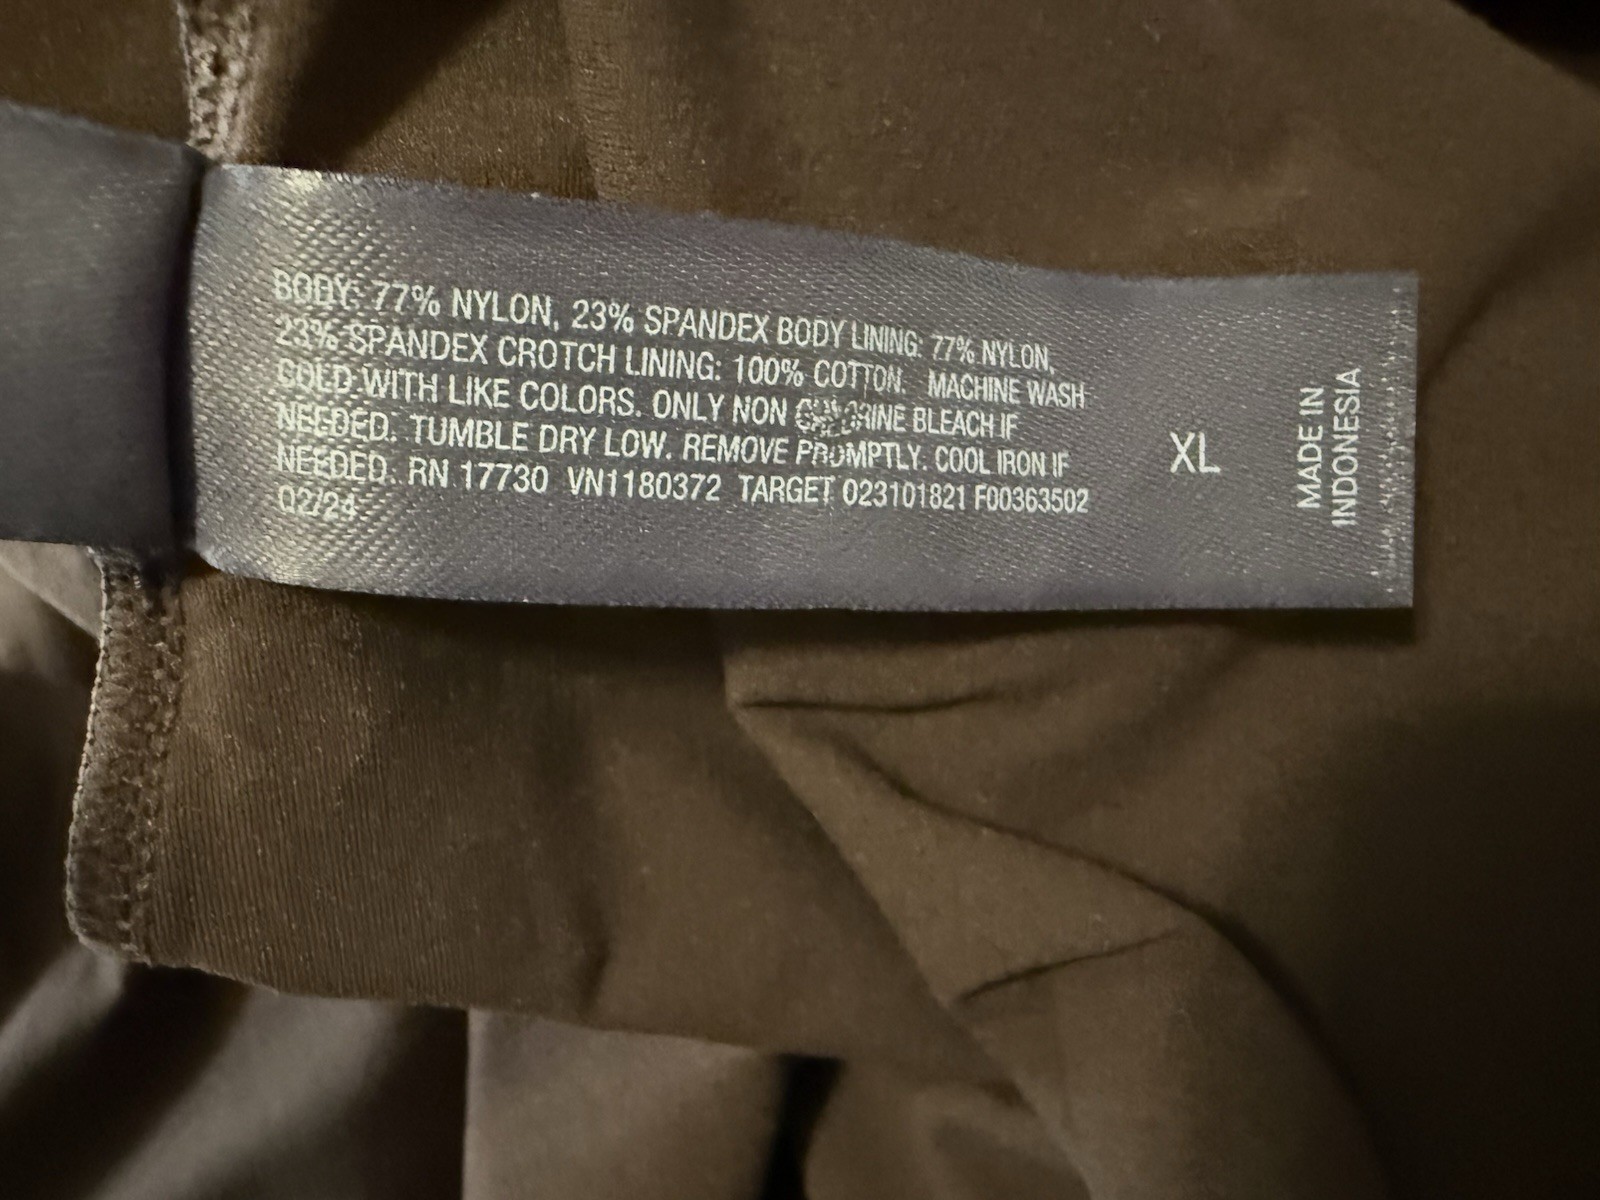 BODY: 77% NYLON, 23% SPANDEX BODY LINING: 77% NYLON,
23% SPANDEX CROTCH LINING: 100% COTTON. MACHINE WASH
COLD WITH LIKE COLORS. ONLY NON CHLORINE BLEACH IF
NEEDED. TUMBLE DRY LOW. REMOVE PROMPTLY. COOL IRON IF
NEEDED. RN 17730 VN1180372 TARGET 023101821 F00363502
Q2/24
XL
MADE IN
INDONESIA